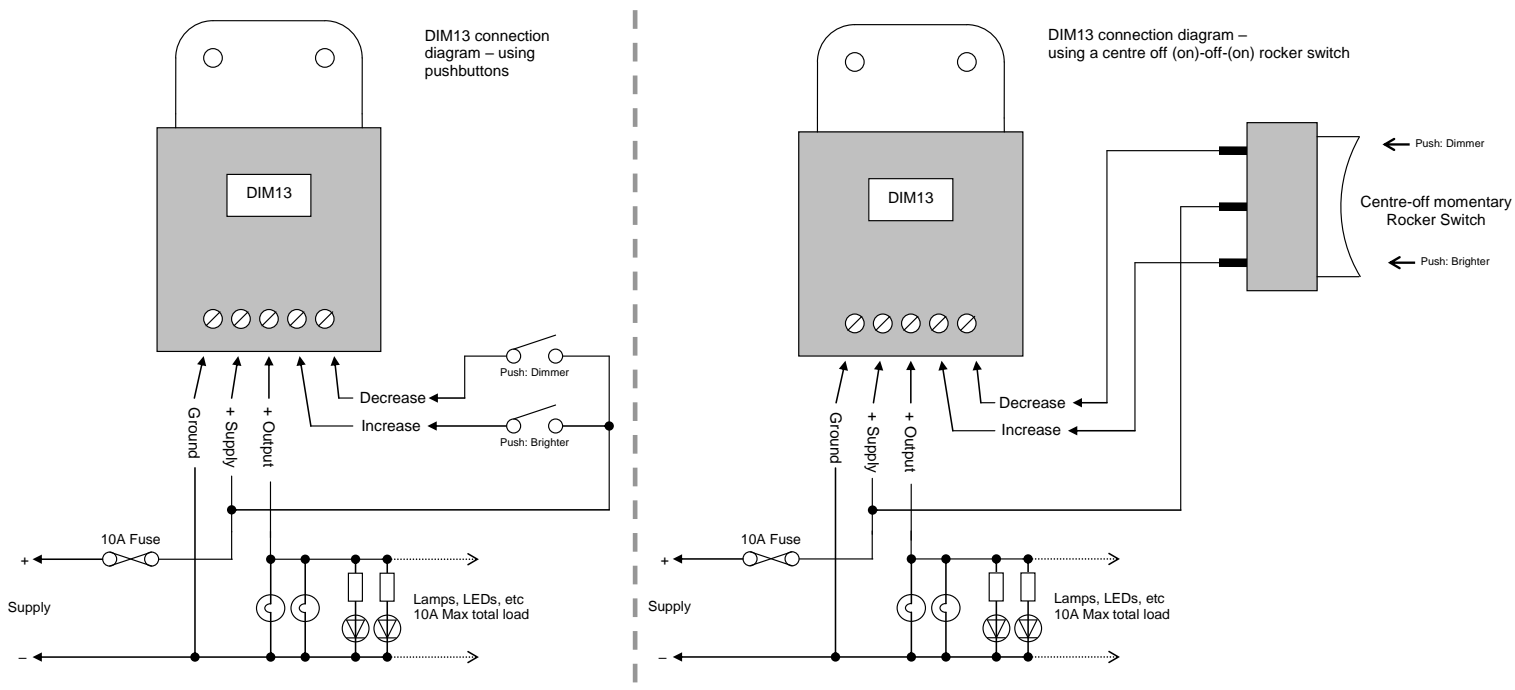 DIM13 connection
diagram – using
pushbuttons
DIM13
Push: Dimmer
Decrease
Increase
Push: Brighter
Ground
+ Supply
+ Output
10A Fuse
+
Supply
Lamps, LEDs, etc
10A Max total load
–
DIM13 connection diagram –
using a centre off (on)-off-(on) rocker switch
DIM13
Push: Dimmer
Centre-off momentary
Rocker Switch
Push: Brighter
Decrease
Increase
Ground
+ Supply
+ Output
10A Fuse
+
Supply
Lamps, LEDs, etc
10A Max total load
–